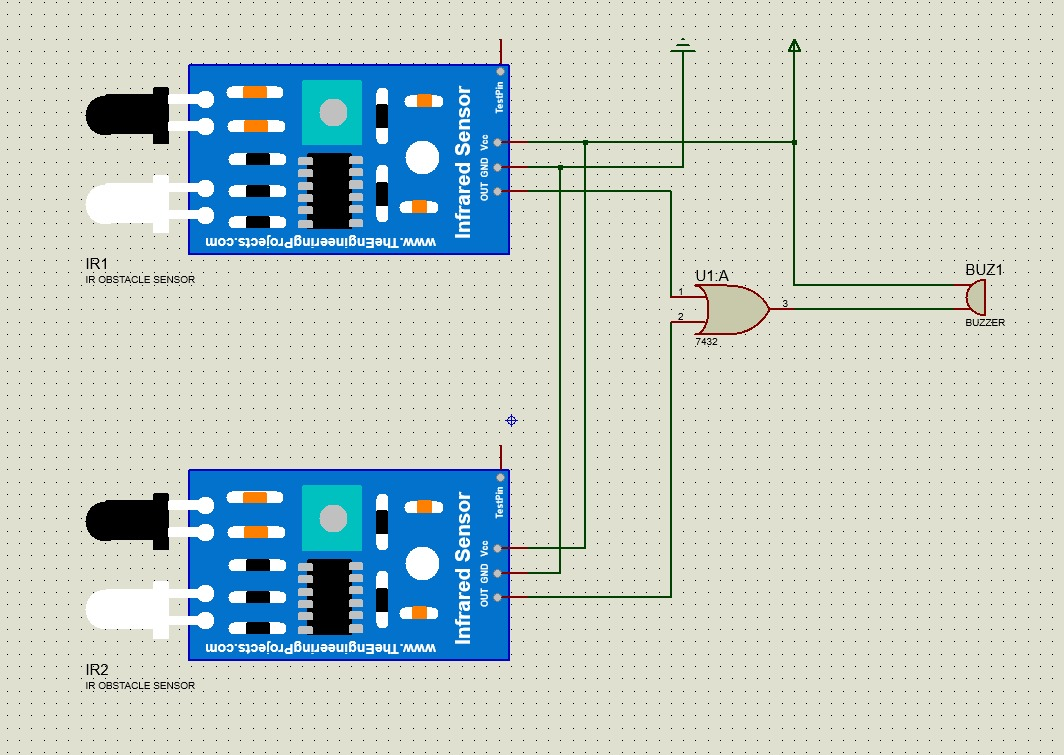 TestPin
Vcc
GND
OUT
Infrared Sensor
www.TheEngineeringProjects.com
IR1
IR OBSTACLE SENSOR
U1:A
1
2
3
7432
BUZ1
BUZZER
TestPin
Vcc
GND
OUT
Infrared Sensor
www.TheEngineeringProjects.com
IR2
IR OBSTACLE SENSOR